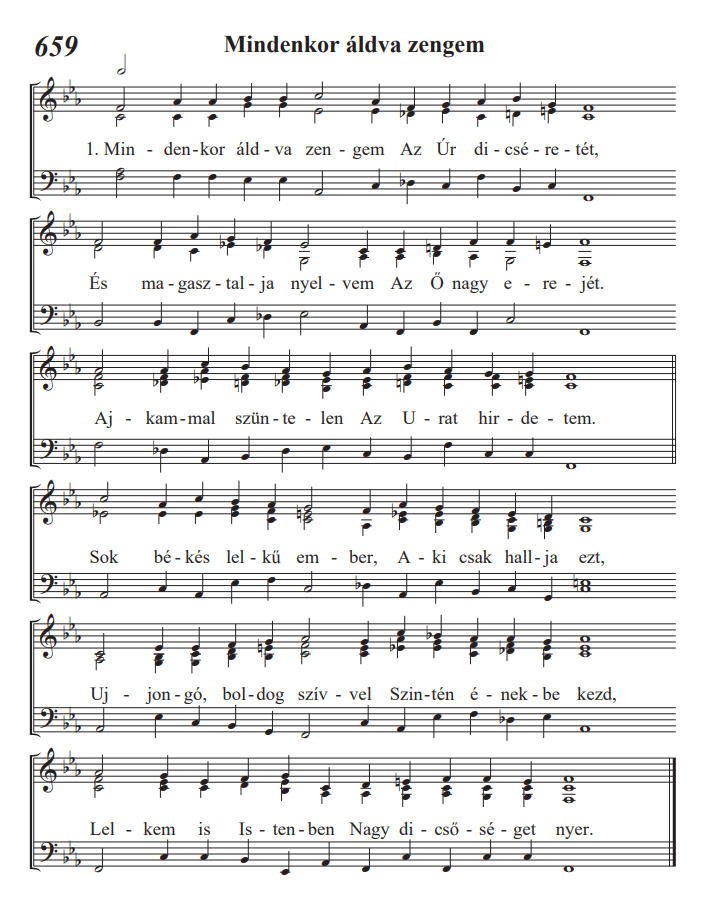 659 Mindenkor áldva zengem
1. Min - den-kor áld - va zen - gem Az Úr di - csé - re - tét,
És ma - gasz - tal - ja nyel - vem Az Ő nagy e - re - jét.
Aj - kam-mal szün - te - len Az U - rat hir - de - tem.
Sok bé - kés lel - kű em - ber, A - ki csak hall - ja ezt,
Uj - jon - gó, bol - dog szív - vel Szin - tén é - nek - be kezd,
Lel - kem is Is - ten - ben Nagy di - cső - sé - get nyer.